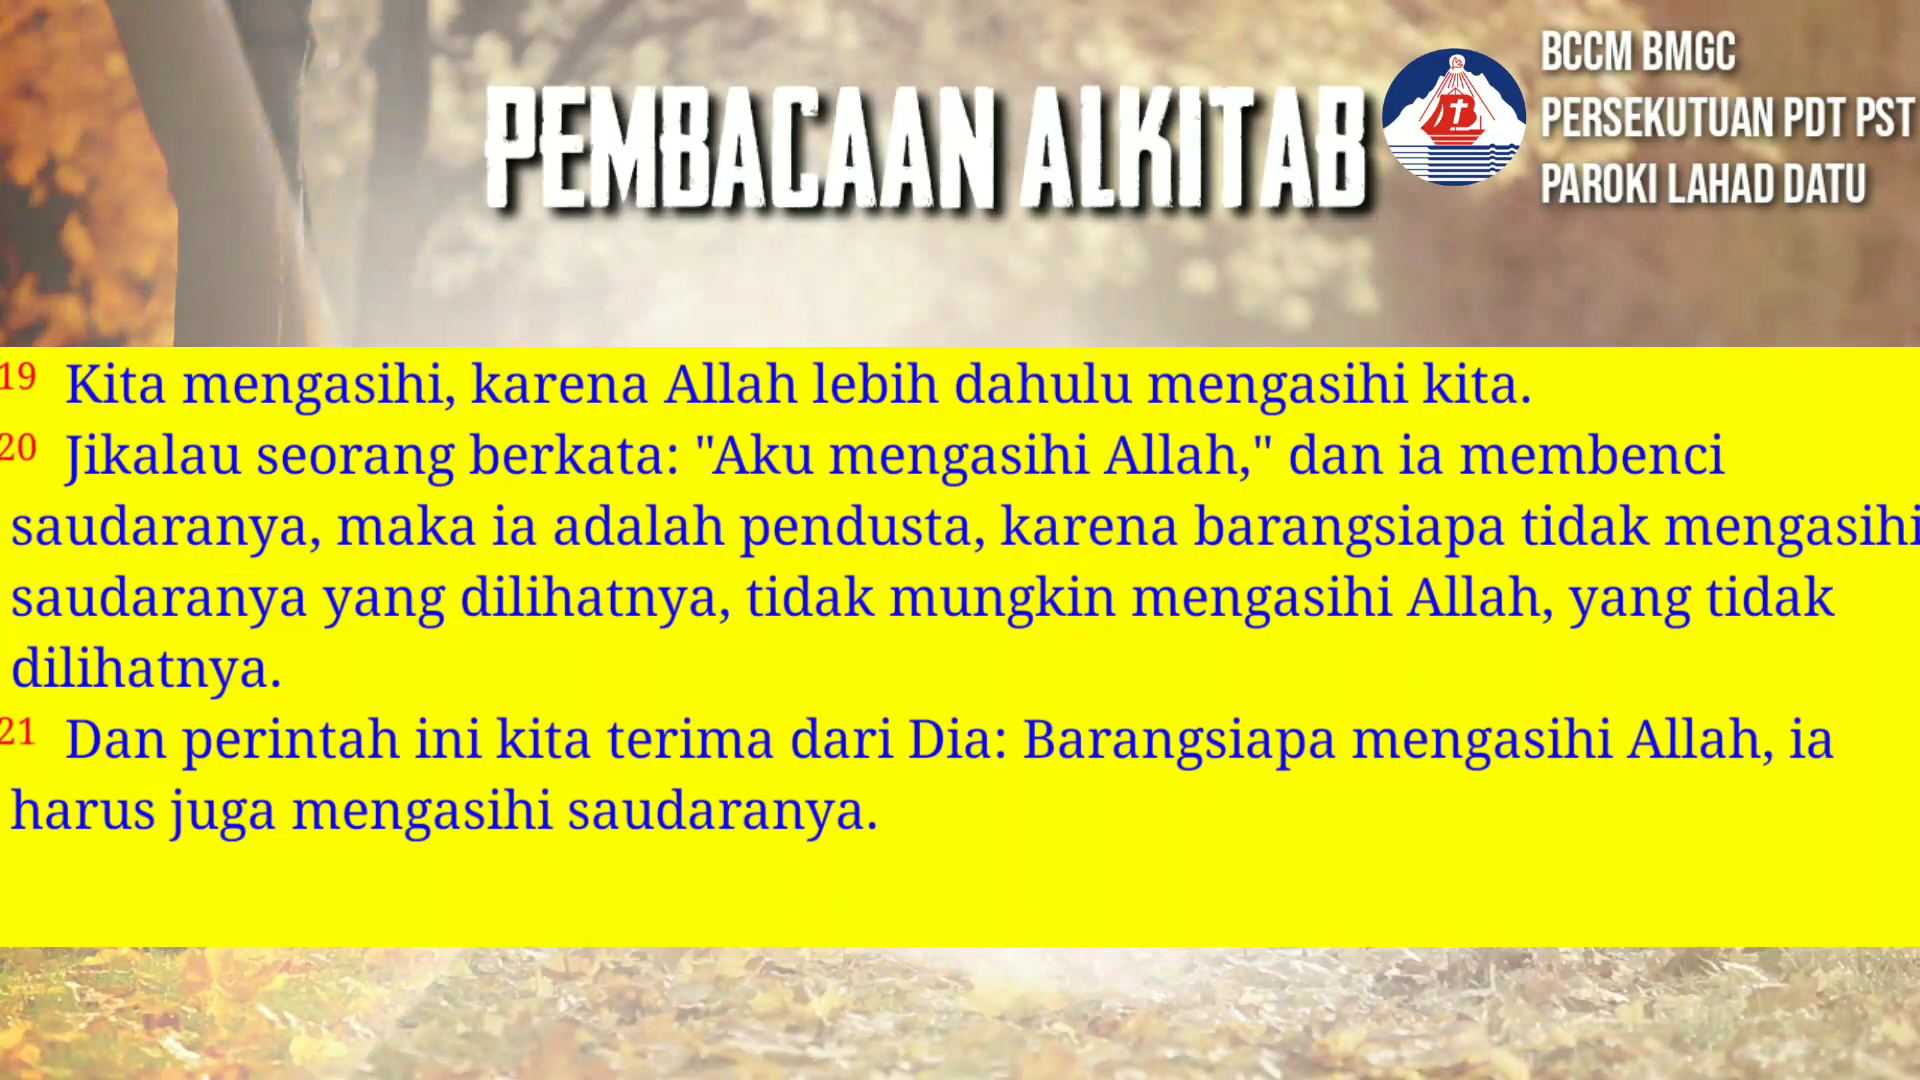 PEMBACAAN ALKITAB
BCCM BMGC
PERSEKUTUAN PDT PST
PAROKI LAHAD DATU
19 Kita mengasihi, karena Allah lebih dahulu mengasihi kita.
20 Jikalau seorang berkata: "Aku mengasihi Allah," dan ia membenci
saudaranya, maka ia adalah pendusta, karena barangsiapa tidak mengasihi
saudaranya yang dilihatnya, tidak mungkin mengasihi Allah, yang tidak
dilihatnya.
21 Dan perintah ini kita terima dari Dia: Barangsiapa mengasihi Allah, ia
harus juga mengasihi saudaranya.